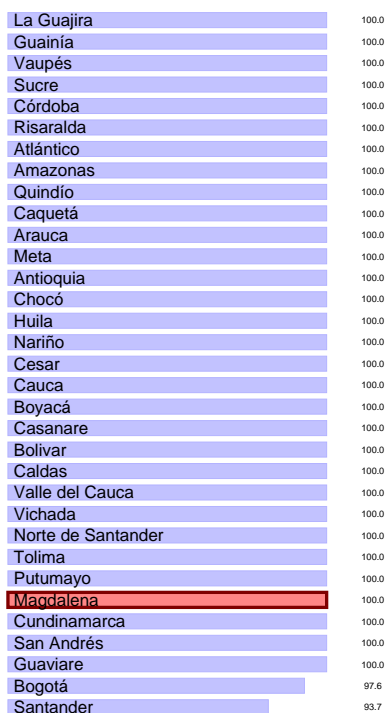 La Guajira 100.0
Guainía 100.0
Vaupés 100.0
Sucre 100.0
Córdoba 100.0
Risaralda 100.0
Atlántico 100.0
Amazonas 100.0
Quindío 100.0
Caquetá 100.0
Arauca 100.0
Meta 100.0
Antioquia 100.0
Chocó 100.0
Huila 100.0
Nariño 100.0
Cesar 100.0
Cauca 100.0
Boyacá 100.0
Casanare 100.0
Bolivar 100.0
Caldas 100.0
Valle del Cauca 100.0
Vichada 100.0
Norte de Santander 100.0
Tolima 100.0
Putumayo 100.0
Magdalena 100.0
Cundinamarca 100.0
San Andrés 100.0
Guaviare 100.0
Bogotá 97.6
Santander 93.7